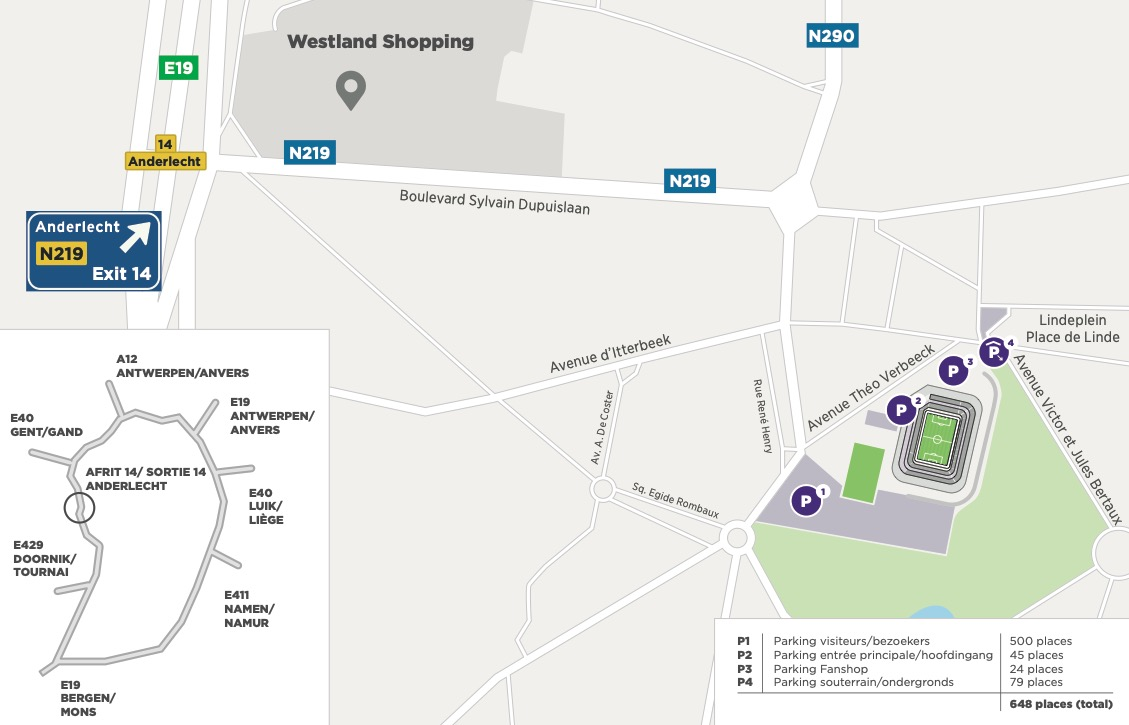 Westland Shopping
N290
E19
14
Anderlecht
N219
N219
Boulevard Sylvain Dupuislaan
Anderlecht
N219
Exit 14
Lindeplein
Place de Linde
Avenue d'Itterbeek
Avenue Théo Verbeeck
Avenue Victor et Jules Bertaux
Rue René Henry
Av. A. De Coster
Sq. Egide Rombaux
P 4
P 3
P 2
P 1
A12
ANTWERPEN/ANVERS
E19
ANTWERPEN/
ANVERS
E40
GENT/GAND
AFRIT 14/ SORTIE 14
ANDERLECHT
E40
LUIK/
LIÈGE
E429
DOORNIK/
TOURNAI
E411
NAMEN/
NAMUR
E19
BERGEN/
MONS
P1 Parking visiteurs/bezoekers 500 places
P2 Parking entrée principale/hoofdingang 45 places
P3 Parking Fanshop 24 places
P4 Parking souterrain/ondergronds 79 places
648 places (total)